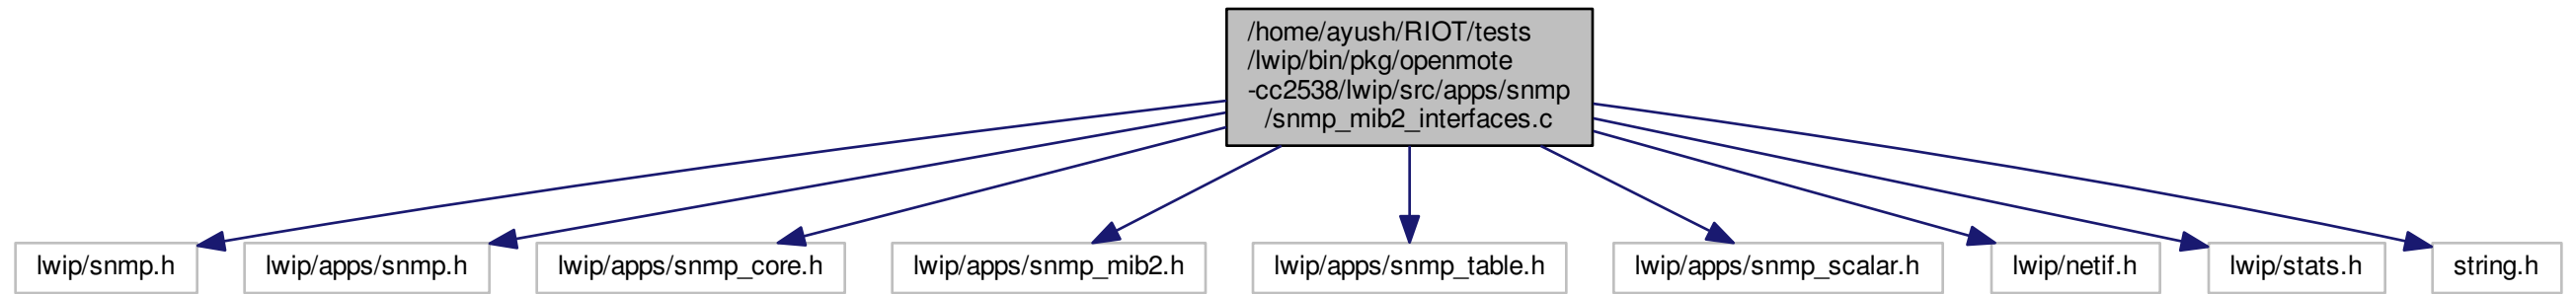 /home/ayush/RIOT/tests
/lwip/bin/pkg/openmote
-cc2538/lwip/src/apps/snmp
/snmp_mib2_interfaces.c
lwip/snmp.h
lwip/apps/snmp.h
lwip/apps/snmp_core.h
lwip/apps/snmp_mib2.h
lwip/apps/snmp_table.h
lwip/apps/snmp_scalar.h
lwip/netif.h
lwip/stats.h
string.h